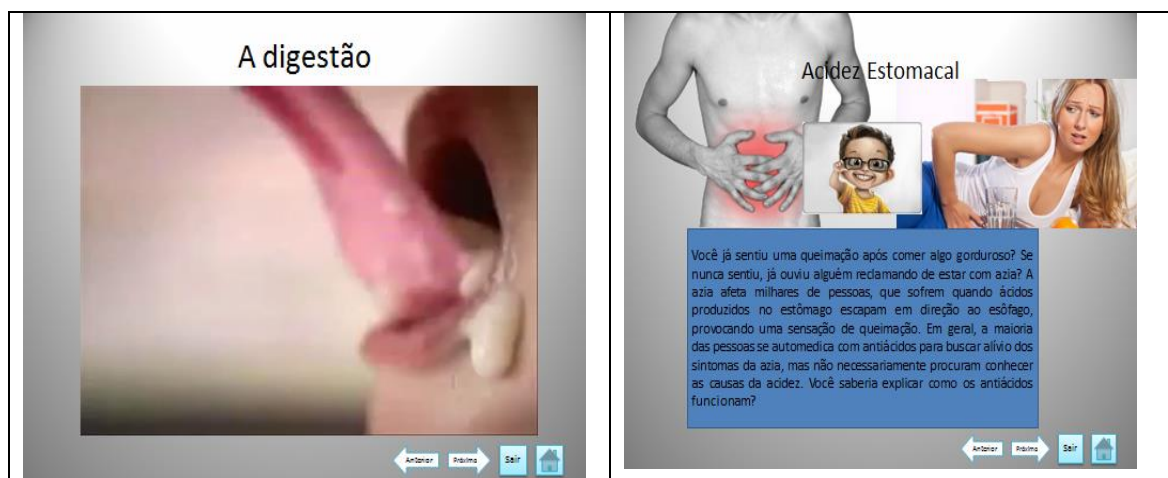 A digestão
Anterior
Próximo
Sair
Acidez Estomacal
Você já sentiu uma queimação após comer algo gorduroso? Se
nunca sentiu, já ouviu alguém reclamando de estar com azia? A
azia afeta milhares de pessoas, que sofrem quando ácidos
produzidos no estômago escapam em direção ao esôfago,
provocando uma sensação de queimação. Em geral, a maioria
das pessoas se automedica com antiácidos para buscar alívio dos
sintomas da azia, mas não necessariamente procuram conhecer
as causas da acidez. Você saberia explicar como os antiácidos
funcionam?
Anterior
Próximo
Sair